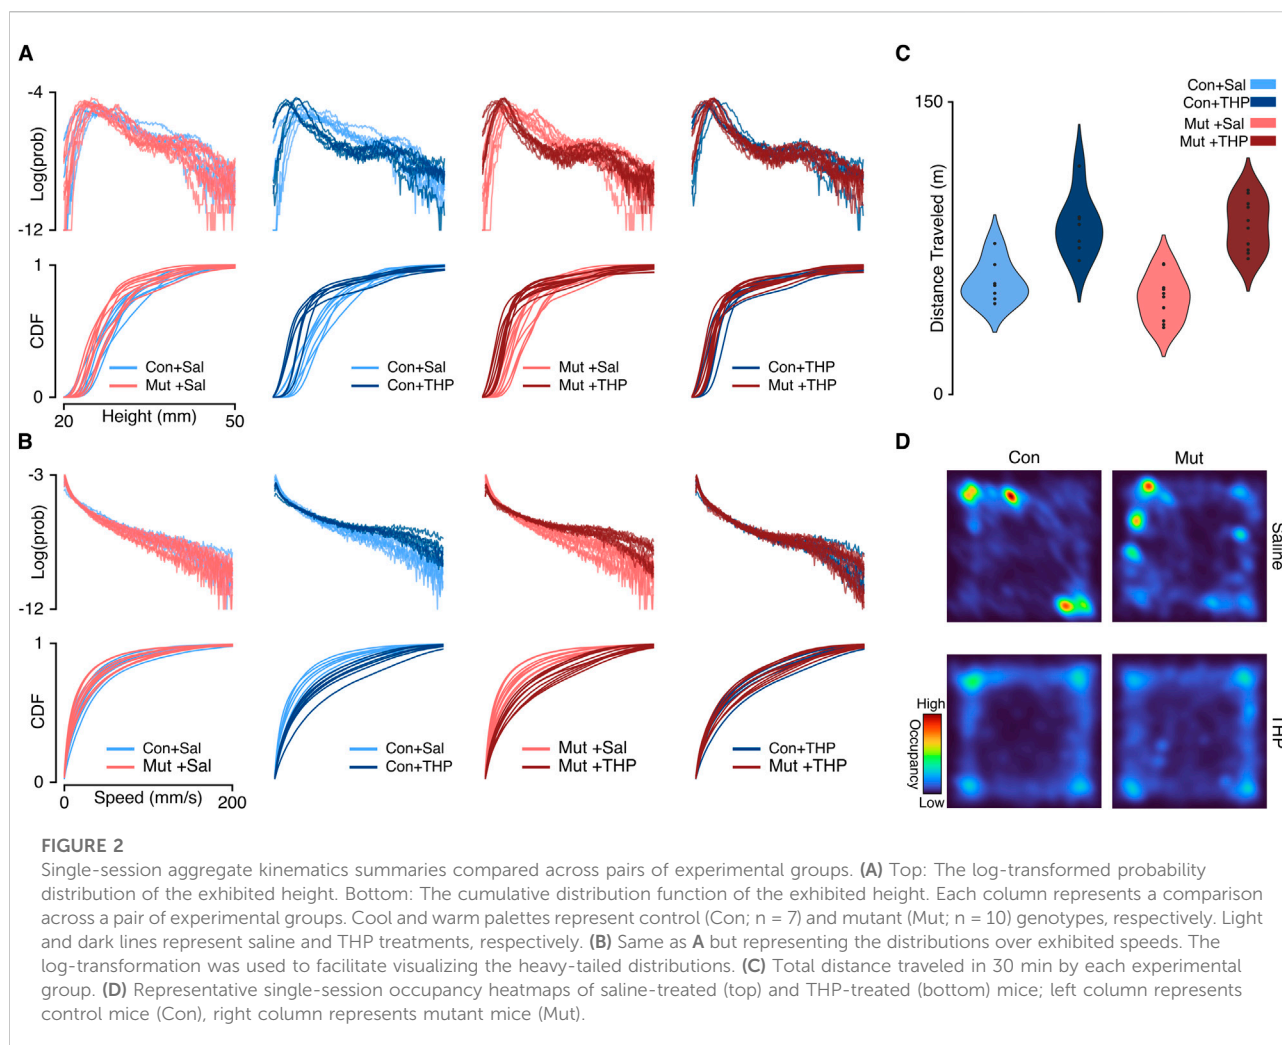 A
-4
Log(prob)
-12
1
CDF
0
Con+Sal
Mut +Sal
Con+Sal
Con+THP
Mut +Sal
Mut +THP
Con+THP
Mut +THP
20
Height (mm)
50
B
-3
Log(prob)
-12
1
CDF
0
Con+Sal
Mut +Sal
Con+Sal
Con+THP
Mut +Sal
Mut +THP
Con+THP
Mut +THP
0
Speed (mm/s)
200
C
Con+Sal
Con+THP
Mut +Sal
Mut +THP
150
Distance Traveled (m)
0
D
Con
Mut
Saline
THP
High
Occupancy
Low
FIGURE 2
Single-session aggregate kinematics summaries compared across pairs of experimental groups. (A) Top: The log-transformed probability
distribution of the exhibited height. Bottom: The cumulative distribution function of the exhibited height. Each column represents a comparison
across a pair of experimental groups. Cool and warm palettes represent control (Con; n = 7) and mutant (Mut; n = 10) genotypes, respectively. Light
and dark lines represent saline and THP treatments, respectively. (B) Same as A but representing the distributions over exhibited speeds. The
log-transformation was used to facilitate visualizing the heavy-tailed distributions. (C) Total distance traveled in 30 min by each experimental
group. (D) Representative single-session occupancy heatmaps of saline-treated (top) and THP-treated (bottom) mice; left column represents
control mice (Con), right column represents mutant mice (Mut).